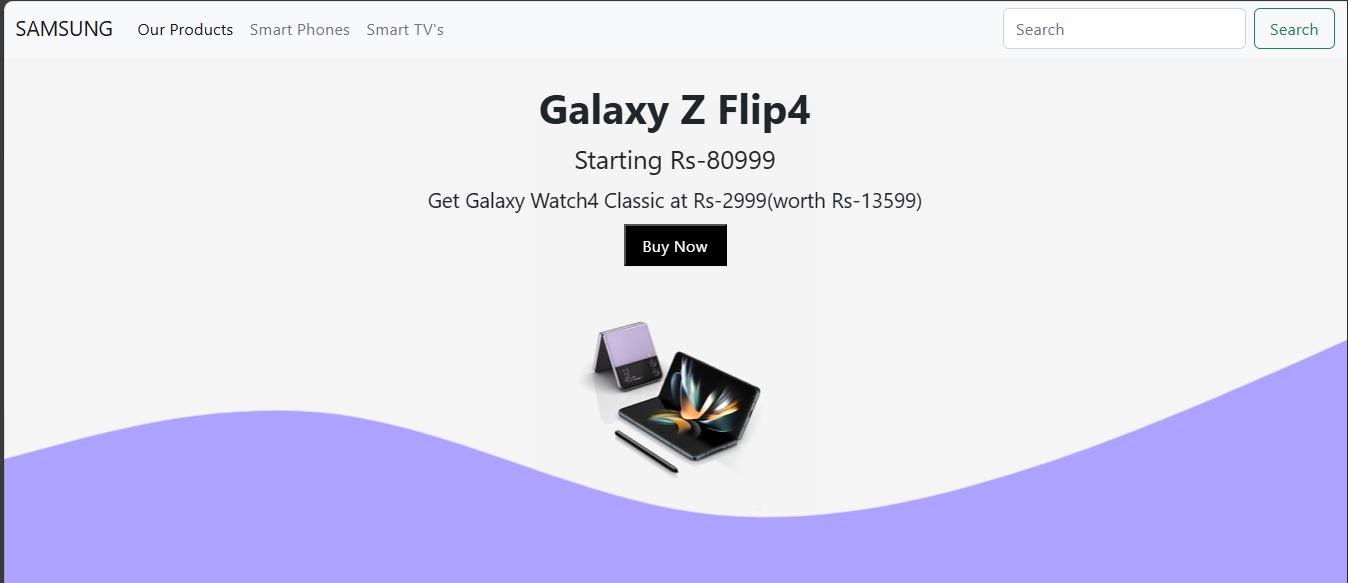 SAMSUNG Our Products Smart Phones Smart TV's Search Search
Galaxy Z Flip4
Starting Rs-80999
Get Galaxy Watch4 Classic at Rs-2999(worth Rs-13599)
Buy Now